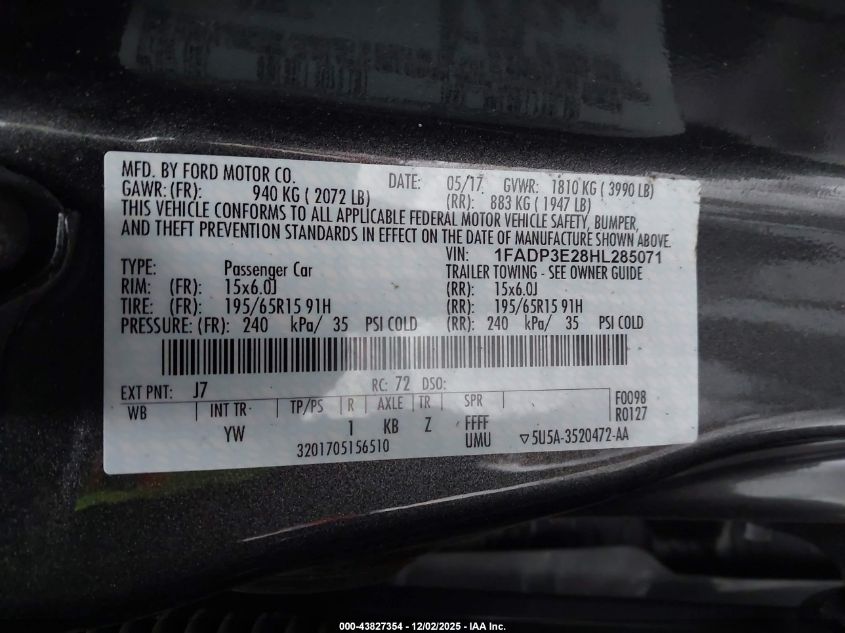 MFD. BY FORD MOTOR CO. DATE: 05/17 GVWR: 1810 KG ( 3990 LB)
GAWR: (FR): 940 KG ( 2072 LB) (RR): 883 KG ( 1947 LB)
THIS VEHICLE CONFORMS TO ALL APPLICABLE FEDERAL MOTOR VEHICLE SAFETY, BUMPER,
AND THEFT PREVENTION STANDARDS IN EFFECT ON THE DATE OF MANUFACTURE SHOWN ABOVE.
VIN: 1FADP3E28HL285071
TYPE: Passenger Car TRAILER TOWING - SEE OWNER GUIDE
RIM: (FR): 15x6.0J (RR): 15x6.0J
TIRE: (FR): 195/65R15 91H (RR): 195/65R15 91H
PRESSURE: (FR): 240 kPa/ 35 PSI COLD (RR): 240 kPa/ 35 PSI COLD
EXT PNT: J7 RC: 72 DSO: F0098
WB INT TR TP/PS R AXLE TR SPR R0127
YW 1 KB Z FFFF
3201705156510 UMU ▽5U5A-3520472-AA
000-43827354 - 12/02/2025 - IAA Inc.